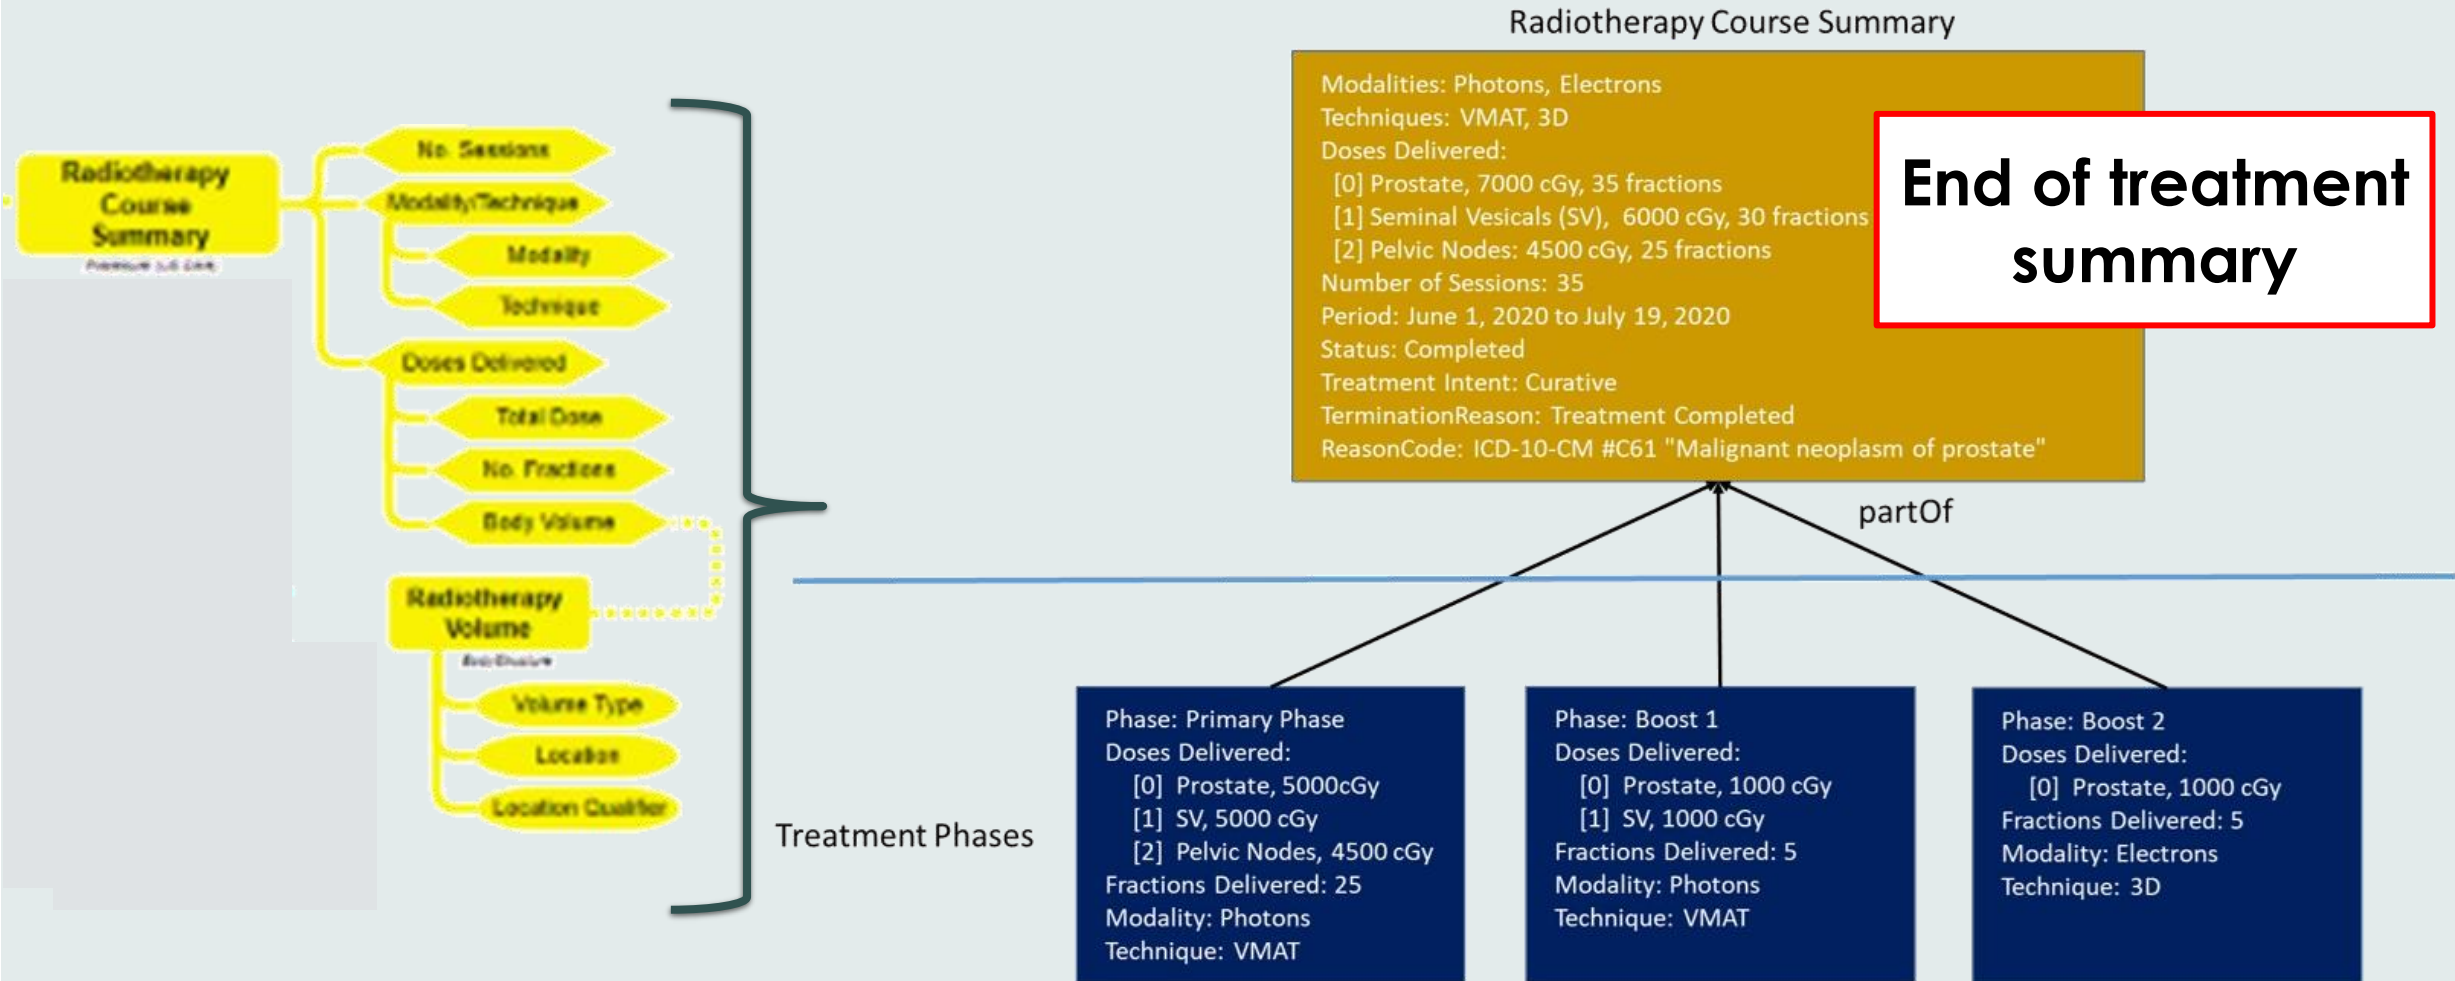 Radiotherapy Course Summary
Modalities: Photons, Electrons
Techniques: VMAT, 3D
Doses Delivered:
[0] Prostate, 7000 cGy, 35 fractions
[1] Seminal Vesicals (SV), 6000 cGy, 30 fractions
[2] Pelvic Nodes: 4500 cGy, 25 fractions
Number of Sessions: 35
Period: June 1, 2020 to July 19, 2020
Status: Completed
Treatment Intent: Curative
TerminationReason: Treatment Completed
ReasonCode: ICD-10-CM #C61 "Malignant neoplasm of prostate"
End of treatment
summary
Radiotherapy
Course
Summary
No. Sessions
Modality/Technique
Modality
Technique
Doses Delivered
Total Dose
No. Fractions
Body Volume
Radiotherapy
Volume
Volume Type
Location
Location Qualifier
partOf
Treatment Phases
Phase: Primary Phase
Doses Delivered:
[0] Prostate, 5000cGy
[1] SV, 5000 cGy
[2] Pelvic Nodes, 4500 cGy
Fractions Delivered: 25
Modality: Photons
Technique: VMAT
Phase: Boost 1
Doses Delivered:
[0] Prostate, 1000 cGy
[1] SV, 1000 cGy
Fractions Delivered: 5
Modality: Photons
Technique: VMAT
Phase: Boost 2
Doses Delivered:
[0] Prostate, 1000 cGy
Fractions Delivered: 5
Modality: Electrons
Technique: 3D